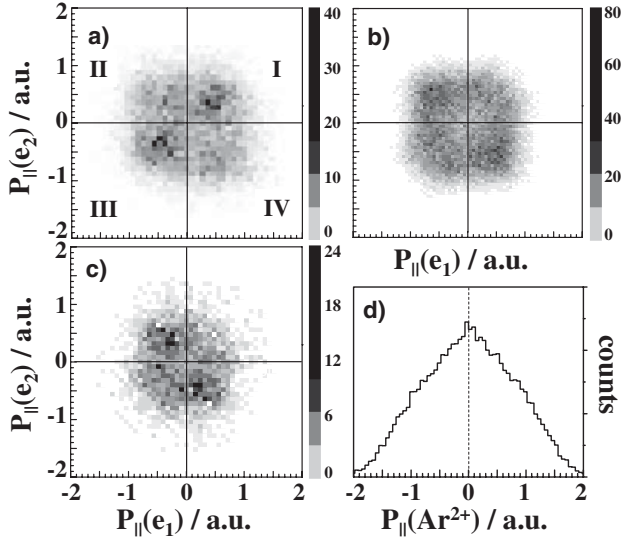 a)
II
I
III
IV
P||(e2) / a.u.
2
1
0
-1
-2
40
30
20
10
0
b)
80
60
40
20
0
P||(e1) / a.u.
c)
P||(e2) / a.u.
2
1
0
-1
-2
24
18
12
6
0
d)
counts
-2 -1 0 1 2
-2 -1 0 1 2
P||(e1) / a.u.
P||(Ar2+) / a.u.